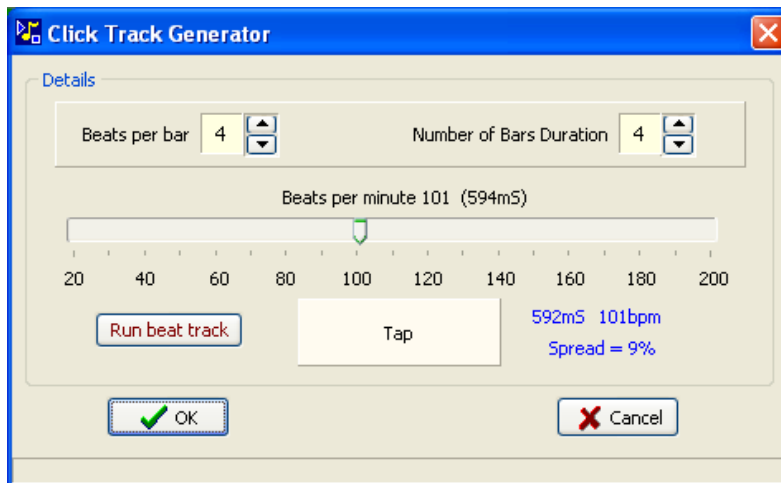 Click Track Generator
Details
Beats per bar 4 Number of Bars Duration 4
Beats per minute 101 (594mS)
20 40 60 80 100 120 140 160 180 200
Run beat track Tap 592mS 101bpm
Spread = 9%
OK Cancel